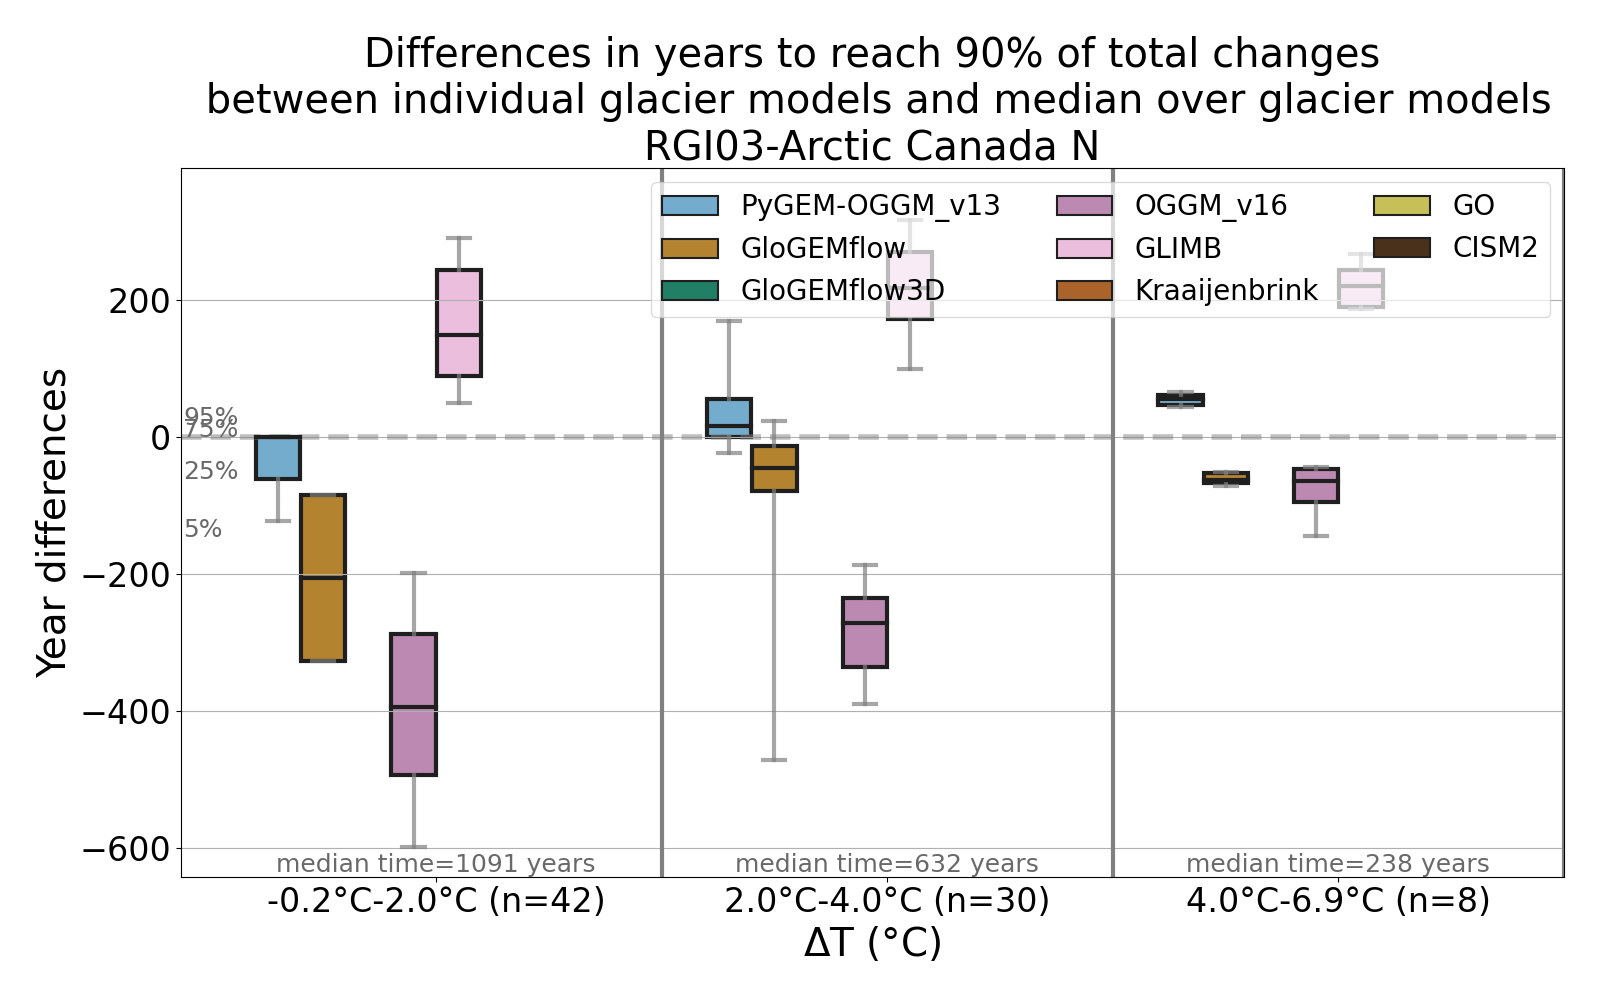 Differences in years to reach 90% of total changes
between individual glacier models and median over glacier models
RGI03-Arctic Canada N
PyGEM-OGGM_v13
GloGEMflow
GloGEMflow3D
OGGM_v16
GLIMB
Kraaijenbrink
GO
CISM2
Year differences
200
0
−200
−400
−600
95%
75%
25%
5%
median time=1091 years
median time=632 years
median time=238 years
-0.2°C-2.0°C (n=42)
2.0°C-4.0°C (n=30)
4.0°C-6.9°C (n=8)
ΔT (°C)